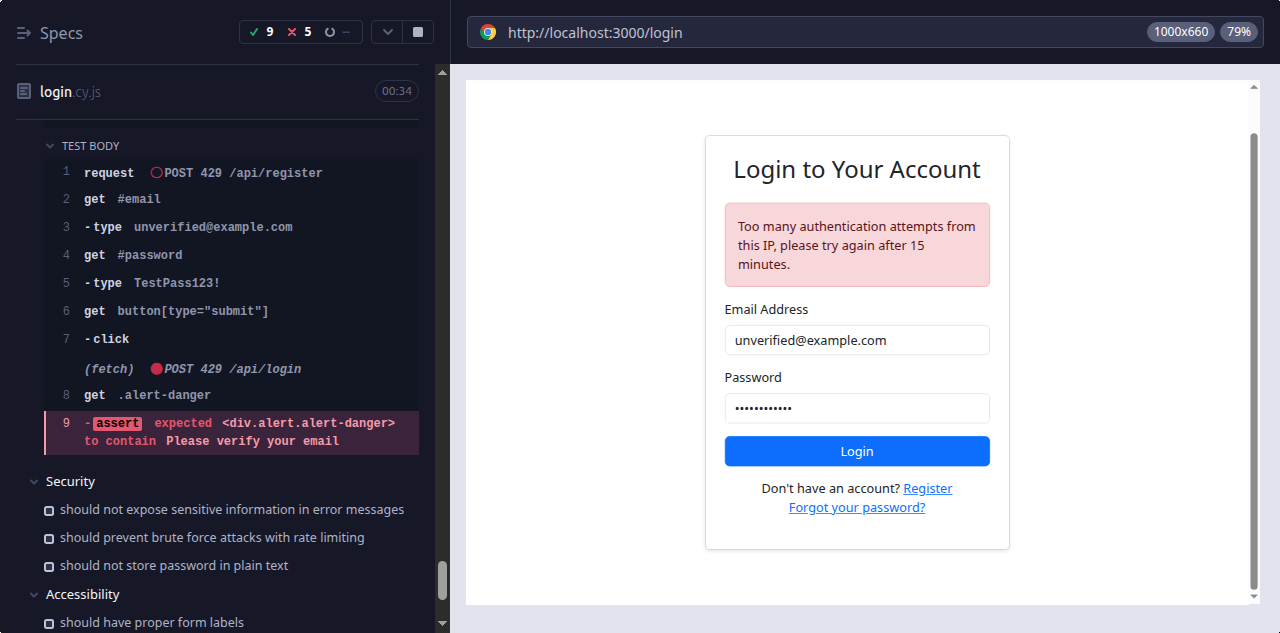 Specs
9 5 --
http://localhost:3000/login
1000x660 79%
login.cy.js
00:34
TEST BODY
1 request POST 429 /api/register
2 get #email
3 -type unverified@example.com
4 get #password
5 -type TestPass123!
6 get button[type="submit"]
7 -click
(fetch) POST 429 /api/login
8 get .alert-danger
9 -assert expected <div.alert.alert-danger>
to contain Please verify your email
Security
should not expose sensitive information in error messages
should prevent brute force attacks with rate limiting
should not store password in plain text
Accessibility
should have proper form labels
Login to Your Account
Too many authentication attempts from
this IP, please try again after 15
minutes.
Email Address
unverified@example.com
Password
••••••••••••
Login
Don't have an account? Register
Forgot your password?